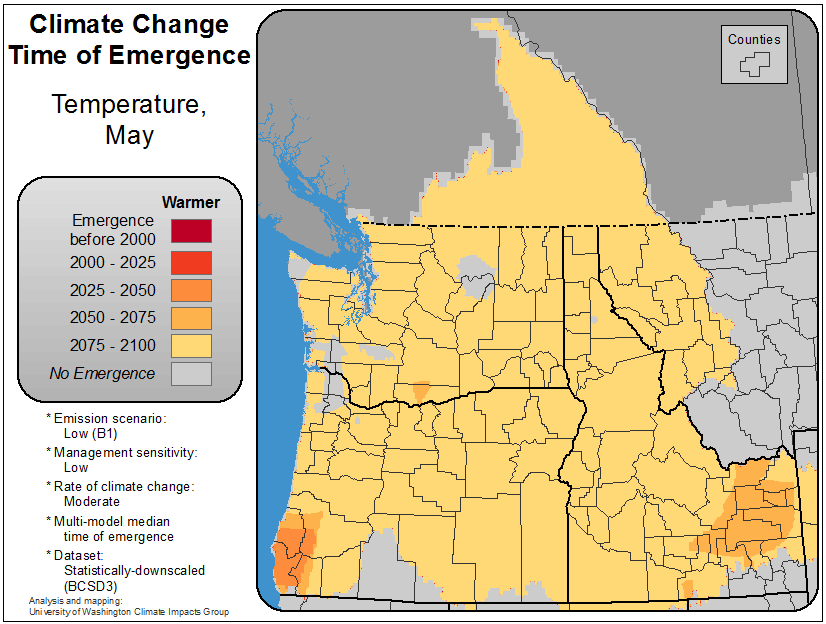 Climate Change
Time of Emergence
Temperature,
May
Warmer
Emergence
before 2000
2000 - 2025
2025 - 2050
2050 - 2075
2075 - 2100
No Emergence
* Emission scenario:
Low (B1)
* Management sensitivity:
Low
* Rate of climate change:
Moderate
* Multi-model median
time of emergence
* Dataset:
Statistically-downscaled
(BCSD3)
Analysis and mapping:
University of Washington Climate Impacts Group
Counties